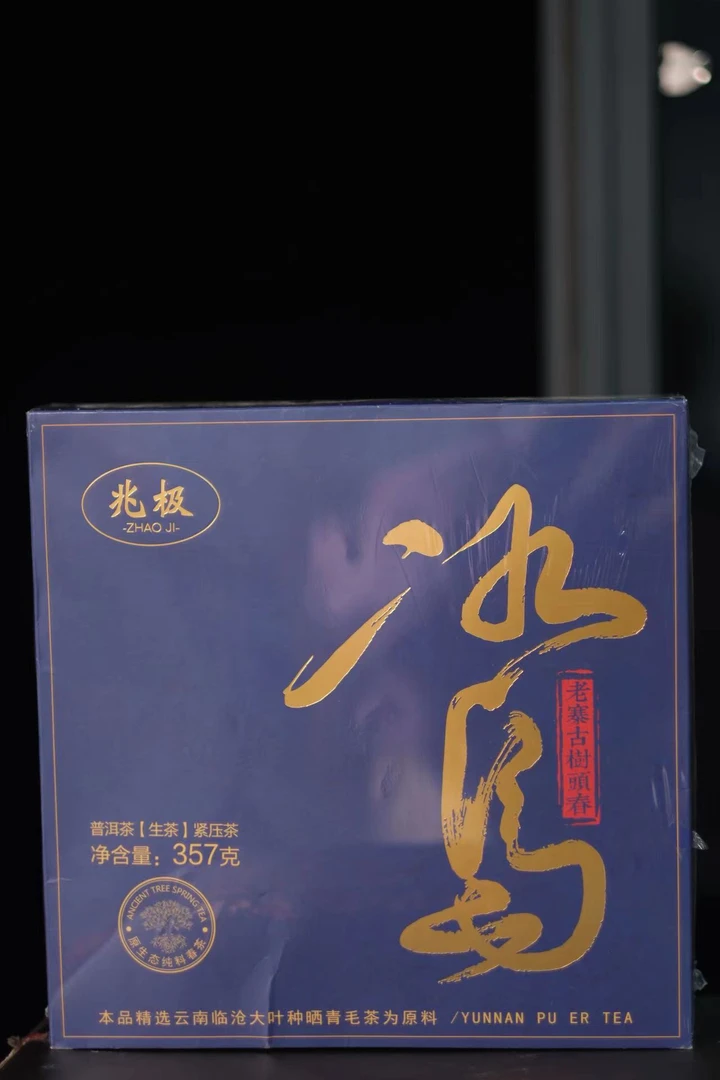 兆极
-ZHAO JI-
冰島
老寨古樹頭春
普洱茶【生茶】紧压茶
净含量：357克
ANCIENT TREE SPRING TEA
原生态纯料春茶
本品精选云南临沧大叶种晒青毛茶为原料 /YUNNAN PU ER TEA